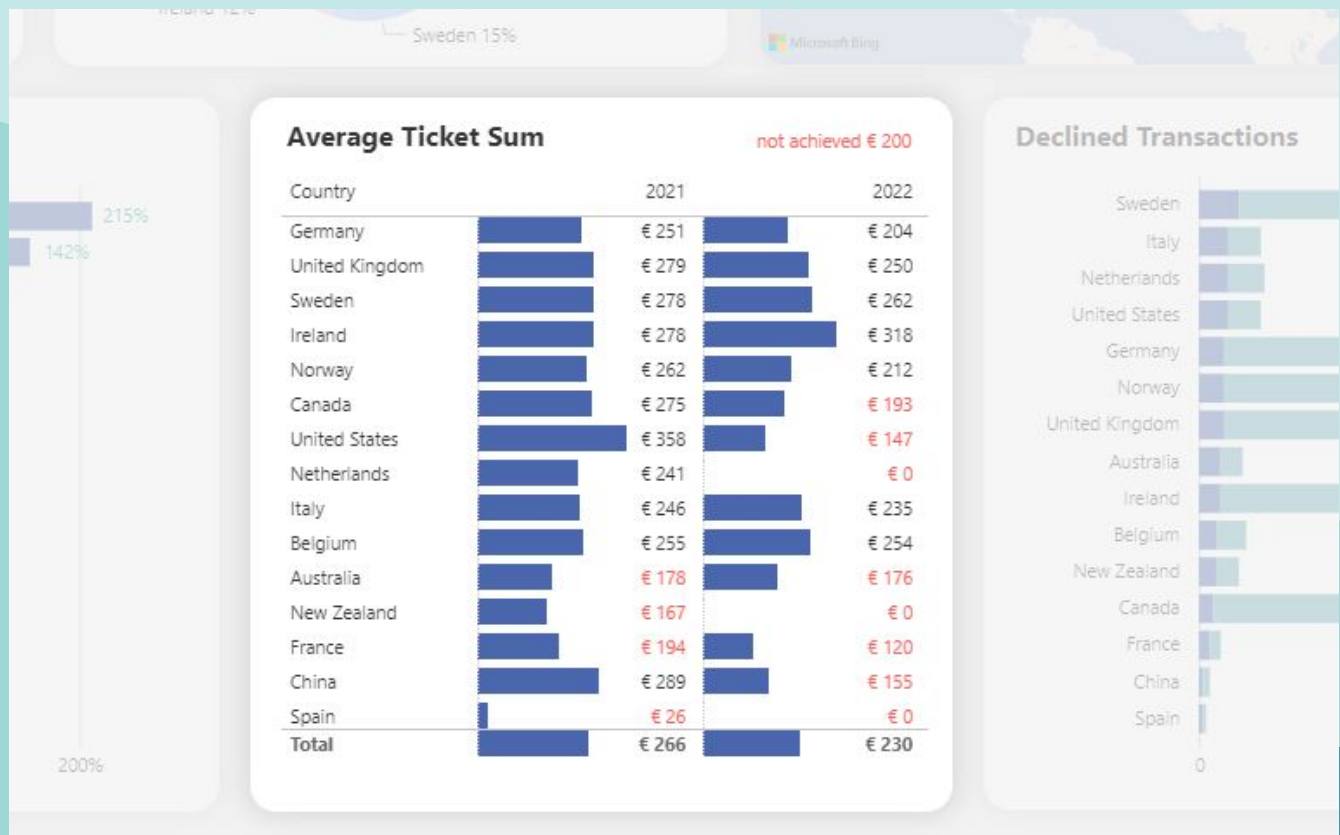 Sweden 15%
Microsoft Bing
215%
142%
200%
Average Ticket Sum
not achieved € 200
Country 2021 2022
Germany € 251 € 204
United Kingdom € 279 € 250
Sweden € 278 € 262
Ireland € 278 € 318
Norway € 262 € 212
Canada € 275 € 193
United States € 358 € 147
Netherlands € 241 € 0
Italy € 246 € 235
Belgium € 255 € 254
Australia € 178 € 176
New Zealand € 167 € 0
France € 194 € 120
China € 289 € 155
Spain € 26 € 0
Total € 266 € 230
Declined Transactions
Sweden
Italy
Netherlands
United States
Germany
Norway
United Kingdom
Australia
Ireland
Belgium
New Zealand
Canada
France
China
Spain
0